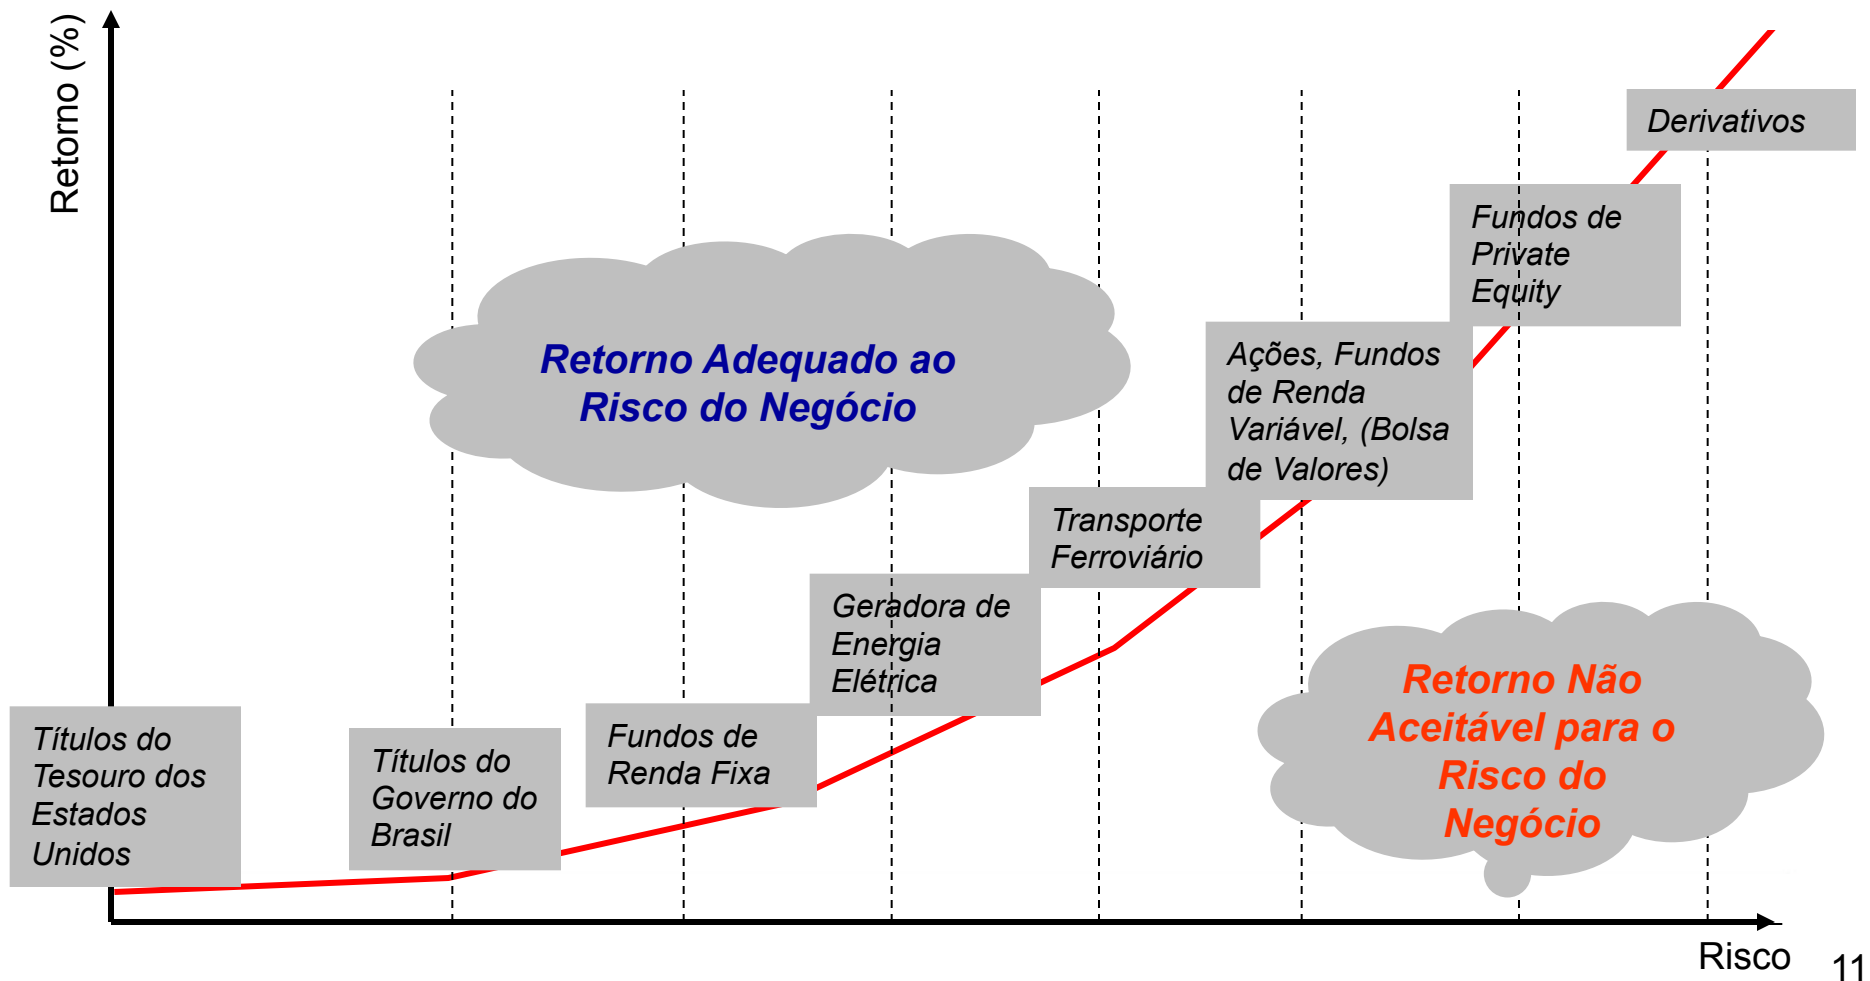 Retorno (%)
Derivativos
Fundos de
Private
Equity
Retorno Adequado ao
Risco do Negócio
Ações, Fundos
de Renda
Variável, (Bolsa
de Valores)
Transporte
Ferroviário
Geradora de
Energia
Elétrica
Retorno Não
Aceitável para o
Risco do
Negócio
Títulos do
Tesouro dos
Estados
Unidos
Títulos do
Governo do
Brasil
Fundos de
Renda Fixa
Risco
11